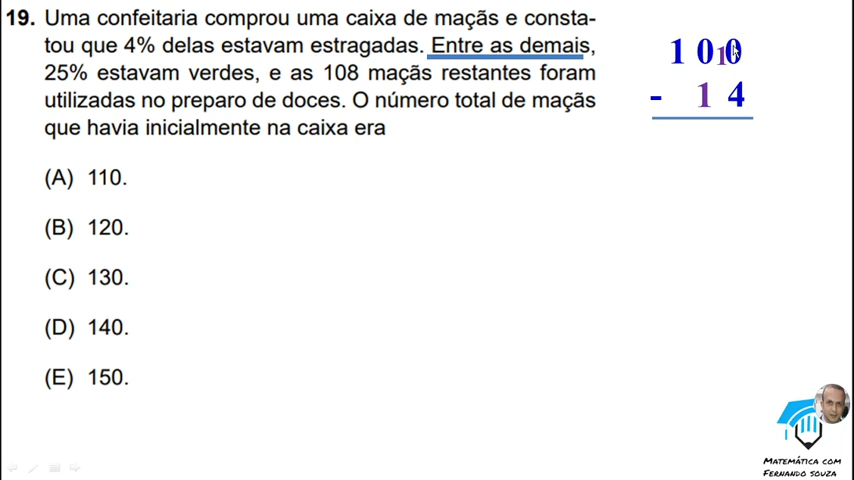 19. Uma confeitaria comprou uma caixa de maçãs e consta-
tou que 4% delas estavam estragadas. Entre as demais,
25% estavam verdes, e as 108 maçãs restantes foram
utilizadas no preparo de doces. O número total de maçãs
que havia inicialmente na caixa era
(A) 110.
(B) 120.
(C) 130.
(D) 140.
(E) 150.
1 0 10
- 1 4
Matemática com
Fernando souza